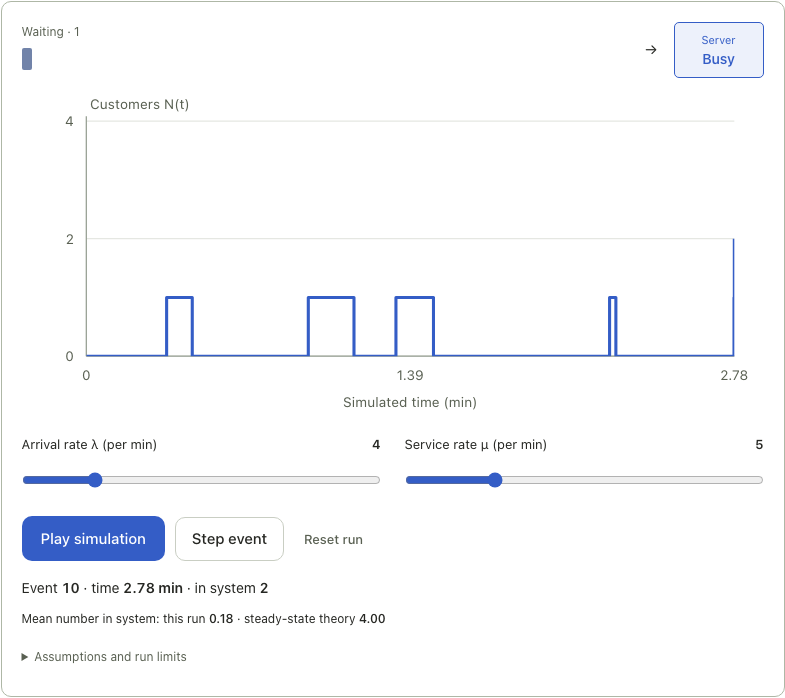 Waiting · 1
→
Server
Busy
Customers N(t)
4
2
0
0 1.39 2.78
Simulated time (min)
Arrival rate λ (per min) 4
Service rate μ (per min) 5
Play simulation
Step event
Reset run
Event 10 · time 2.78 min · in system 2
Mean number in system: this run 0.18 · steady-state theory 4.00
▶ Assumptions and run limits